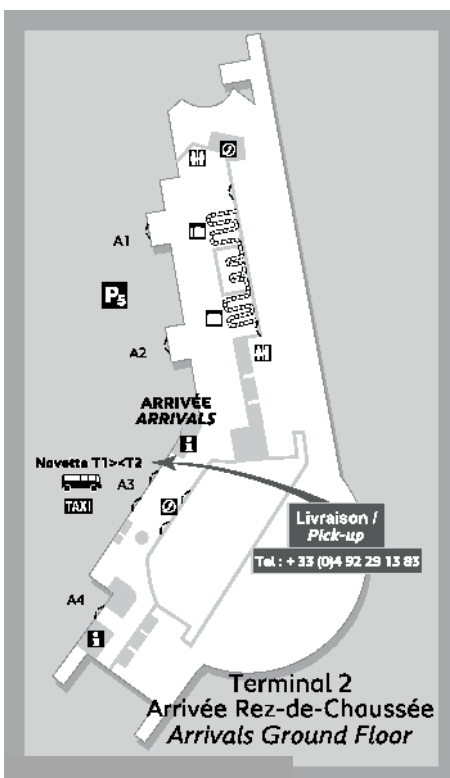 A1
P5
A2
ARRIVÉE
ARRIVALS
i
Navette T1><T2
A3
TAXI
Livraison /
Pick-up
Tel : + 33 (0)4 92 29 13 83
A4
i
Terminal 2
Arrivée Rez-de-Chaussée
Arrivals Ground Floor